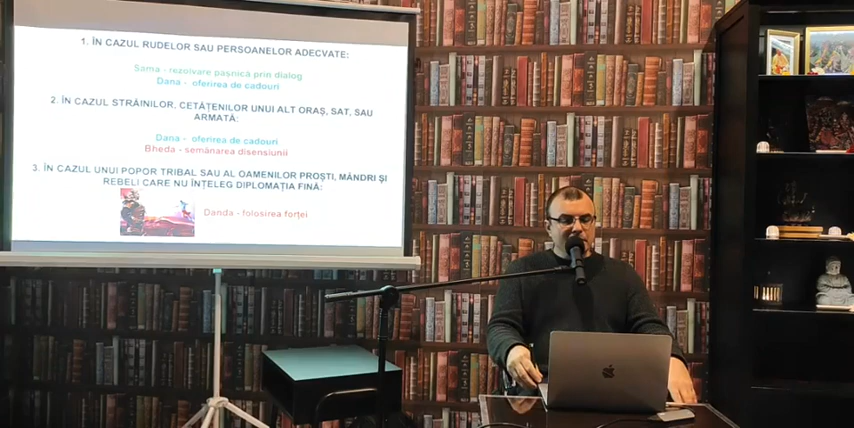 1. ÎN CAZUL RUDELOR SAU PERSOANELOR ADECVATE:
Sama - rezolvare pașnică prin dialog
Dana - oferirea de cadouri
2. ÎN CAZUL STRĂINILOR, CETĂȚENILOR UNUI ALT ORAȘ, SAT, SAU
ARMATĂ:
Dana - oferirea de cadouri
Bheda - semănarea disensiunii
3. ÎN CAZUL UNUI POPOR TRIBAL SAU AL OAMENILOR PROȘTI, MÂNDRI ȘI
REBELI CARE NU ÎNȚELEG DIPLOMAȚIA FINĂ:
Danda - folosirea forței